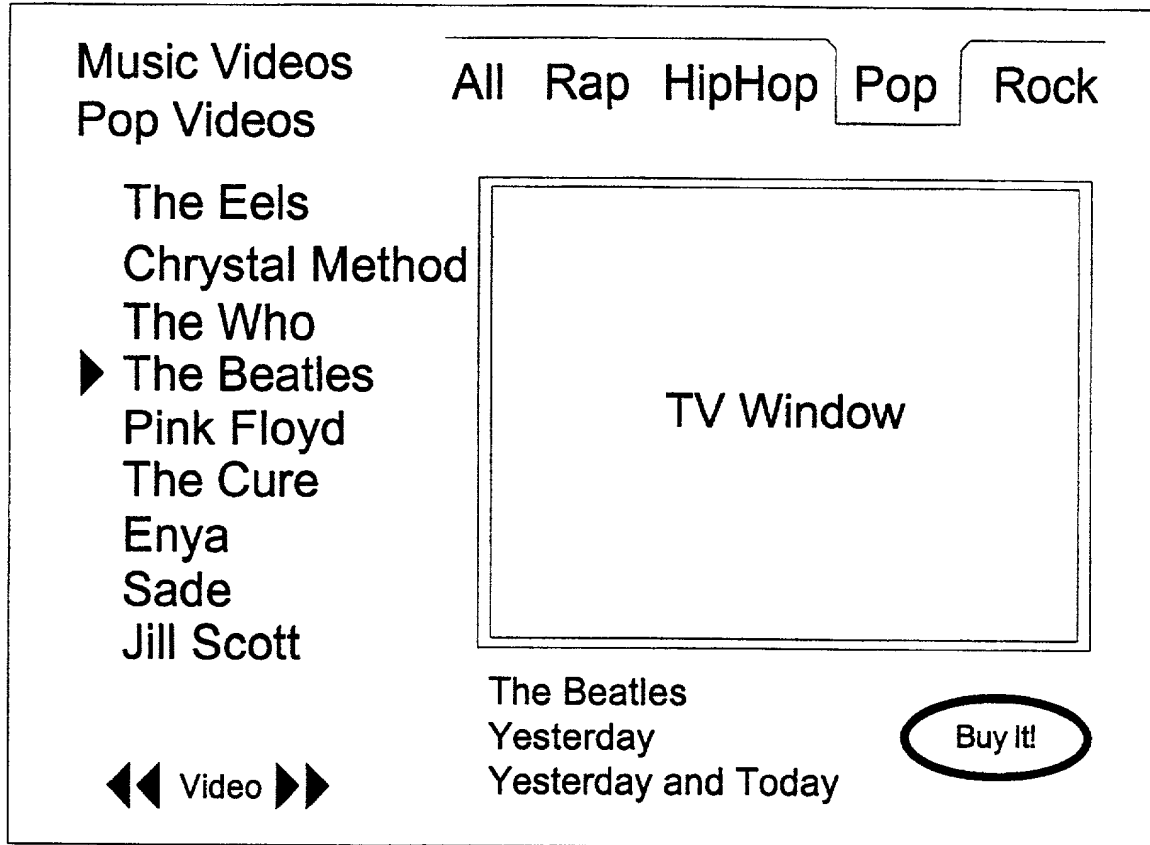 Music Videos
Pop Videos
All Rap HipHop Pop Rock
The Eels
Chrystal Method
The Who
The Beatles
Pink Floyd
The Cure
Enya
Sade
Jill Scott
TV Window
The Beatles
Yesterday
Yesterday and Today
Buy It!
Video